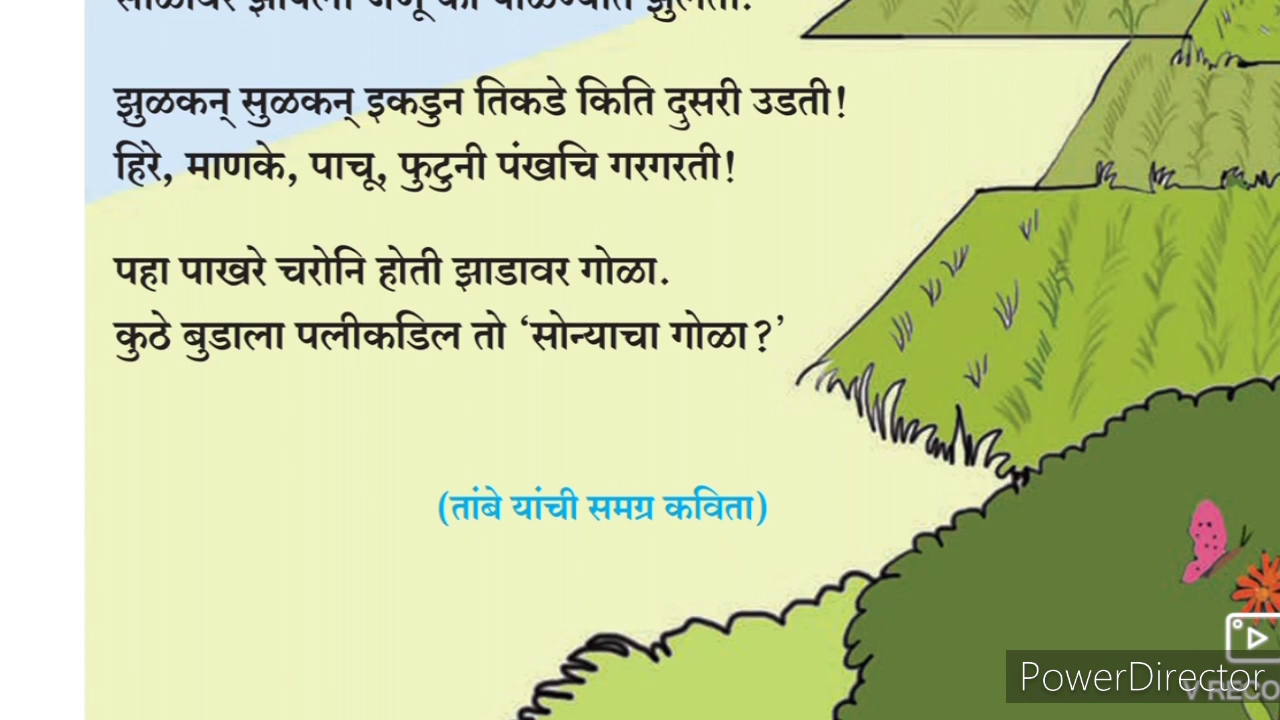 झुळकन् सुळकन् इकडुन तिकडे किति दुसरी उडती!
हिरे, माणके, पाचू, फुटुनी पंखचि गरगरती!
पहा पाखरे चरोनि होती झाडावर गोळा.
कुठे बुडाला पलीकडिल तो ‘सोन्याचा गोळा?’
(तांबे यांची समग्र कविता)
PowerDirector